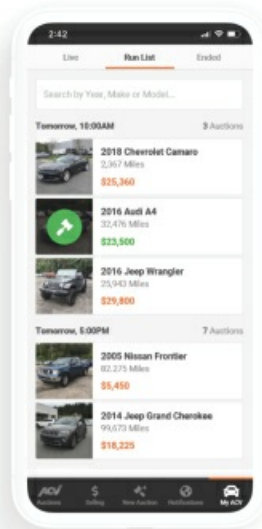 2:42
Live Run List Ended
Search by Year, Make or Model...
Tomorrow, 10:00AM 3 Auctions
2018 Chevrolet Camaro
2,367 Miles
$25,360
2016 Audi A4
32,476 Miles
$23,500
2016 Jeep Wrangler
25,943 Miles
$29,800
Tomorrow, 5:00PM 7 Auctions
2005 Nissan Frontier
82,275 Miles
$5,450
2014 Jeep Grand Cherokee
99,673 Miles
$18,225
ACV $
Auctions Selling New Auction Notifications My ACV